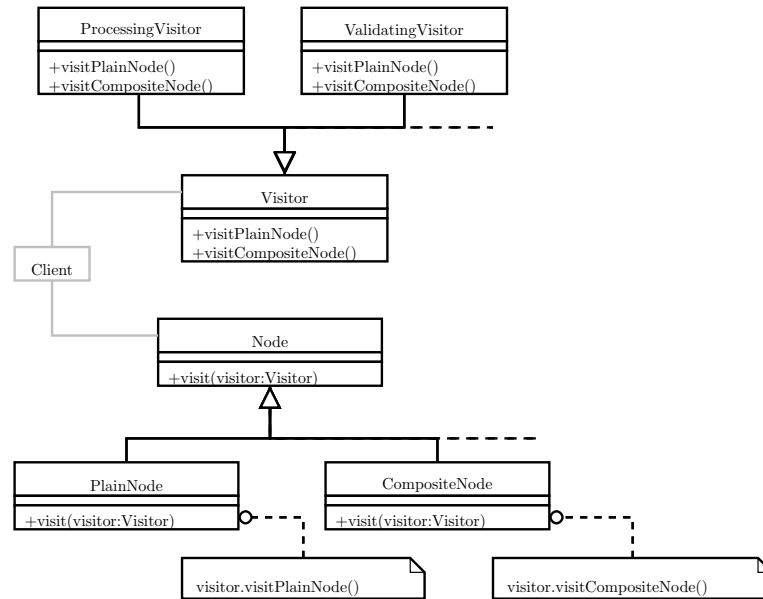 ProcessingVisitor
+visitPlainNode()
+visitCompositeNode()
ValidatingVisitor
+visitPlainNode()
+visitCompositeNode()
Visitor
+visitPlainNode()
+visitCompositeNode()
Client
Node
+visit(visitor:Visitor)
PlainNode
+visit(visitor:Visitor)
CompositeNode
+visit(visitor:Visitor)
visitor.visitPlainNode()
visitor.visitCompositeNode()